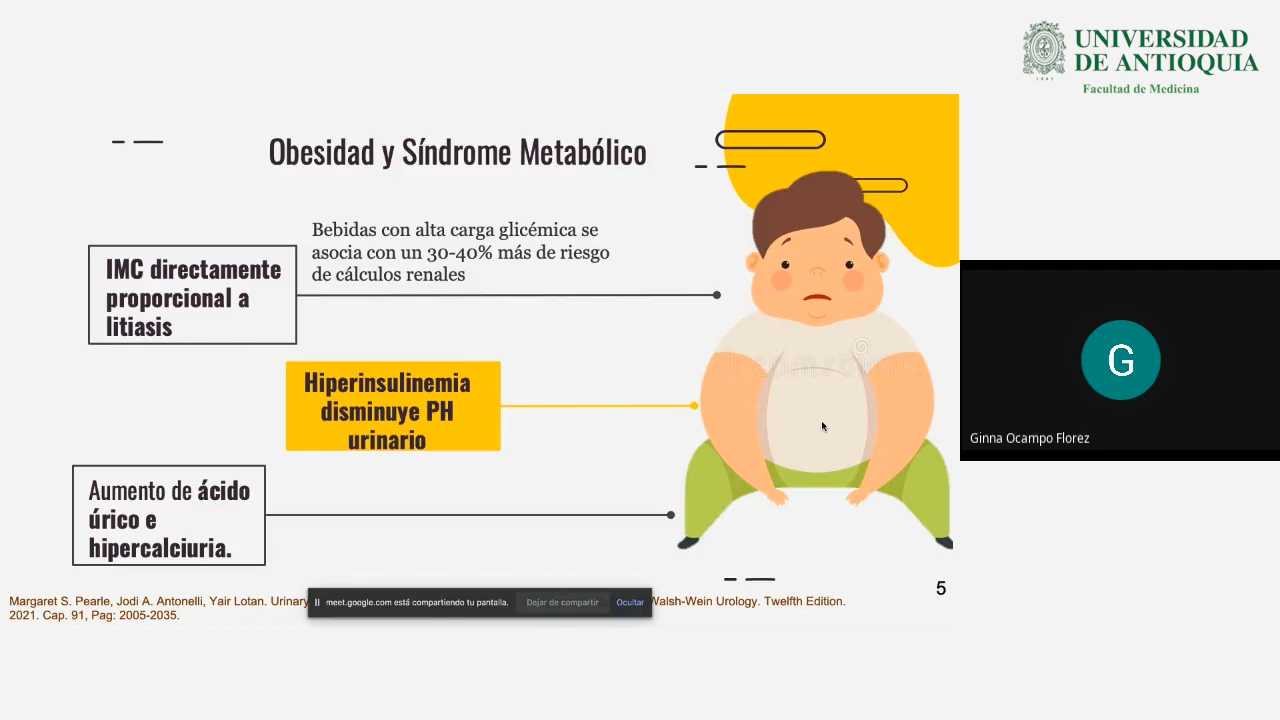 UNIVERSIDAD
DE ANTIOQUIA
1803
Facultad de Medicina
Obesidad y Síndrome Metabólico
Bebidas con alta carga glicémica se
asocia con un 30-40% más de riesgo
de cálculos renales
IMC directamente
proporcional a
litiasis
dreamstime
Hiperinsulinemia
disminuye PH
urinario
Aumento de ácido
úrico e
hipercalciuria.
G
Ginna Ocampo Florez
5
Margaret S. Pearle, Jodi A. Antonelli, Yair Lotan. Urinary
Walsh-Wein Urology. Twelfth Edition.
2021. Cap. 91, Pag: 2005-2035.
meet.google.com está compartiendo tu pantalla.
Dejar de compartir
Ocultar